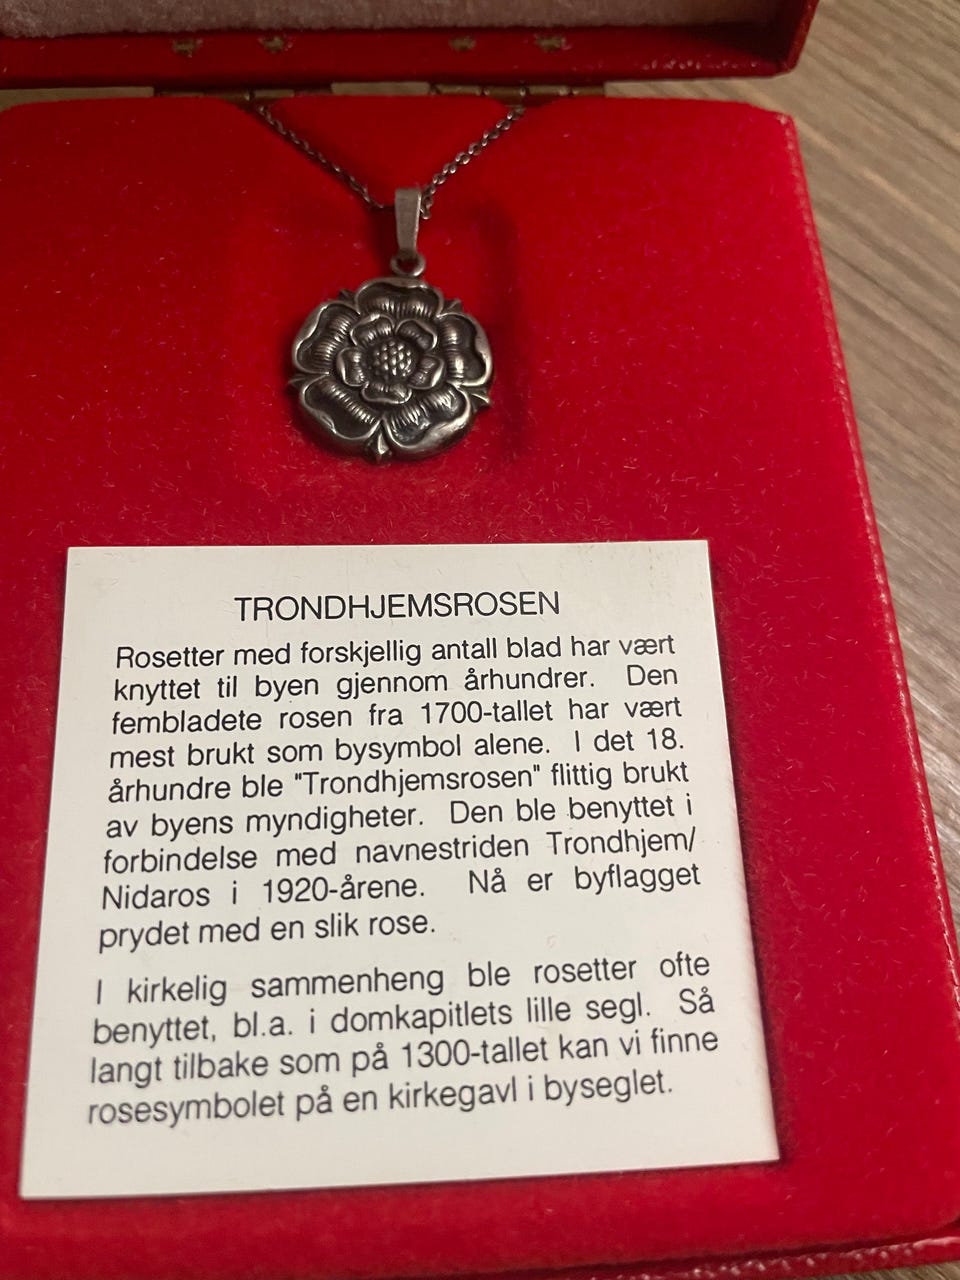 TRONDHJEMSROSEN
Rosetter med forskjellig antall blad har vært
knyttet til byen gjennom århundrer. Den
fembladete rosen fra 1700-tallet har vært
mest brukt som bysymbol alene. I det 18.
århundre ble "Trondhjemsrosen" flittig brukt
av byens myndigheter. Den ble benyttet i
forbindelse med navnestriden Trondhjem/
Nidaros i 1920-årene. Nå er byflagget
prydet med en slik rose.
I kirkelig sammenheng ble rosetter ofte
benyttet, bl.a. i domkapitlets lille segl. Så
langt tilbake som på 1300-tallet kan vi finne
rosesymbolet på en kirkegavl i byseglet.